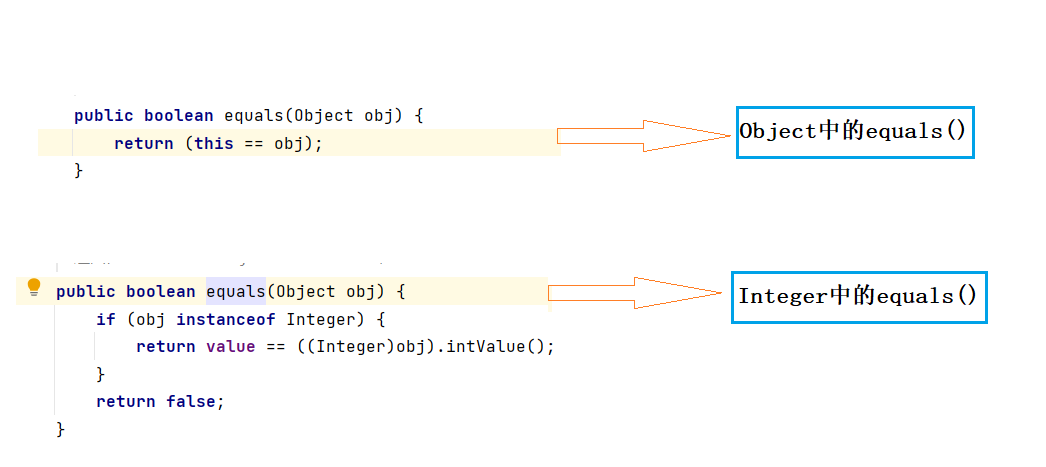 public boolean equals(Object obj) {
return (this == obj);
}
Object中的equals()
public boolean equals(Object obj) {
if (obj instanceof Integer) {
return value == ((Integer)obj).intValue();
}
return false;
}
Integer中的equals()